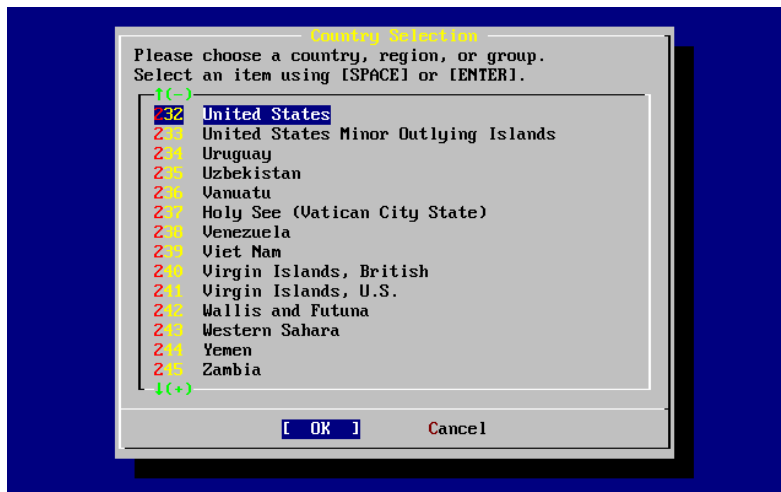 Country Selection
Please choose a country, region, or group.
Select an item using [SPACE] or [ENTER].
↑(-)
232 United States
233 United States Minor Outlying Islands
234 Uruguay
235 Uzbekistan
236 Vanuatu
237 Holy See (Vatican City State)
238 Venezuela
239 Viet Nam
240 Virgin Islands, British
241 Virgin Islands, U.S.
242 Wallis and Futuna
243 Western Sahara
244 Yemen
245 Zambia
↓(+)
[ OK ] Cancel